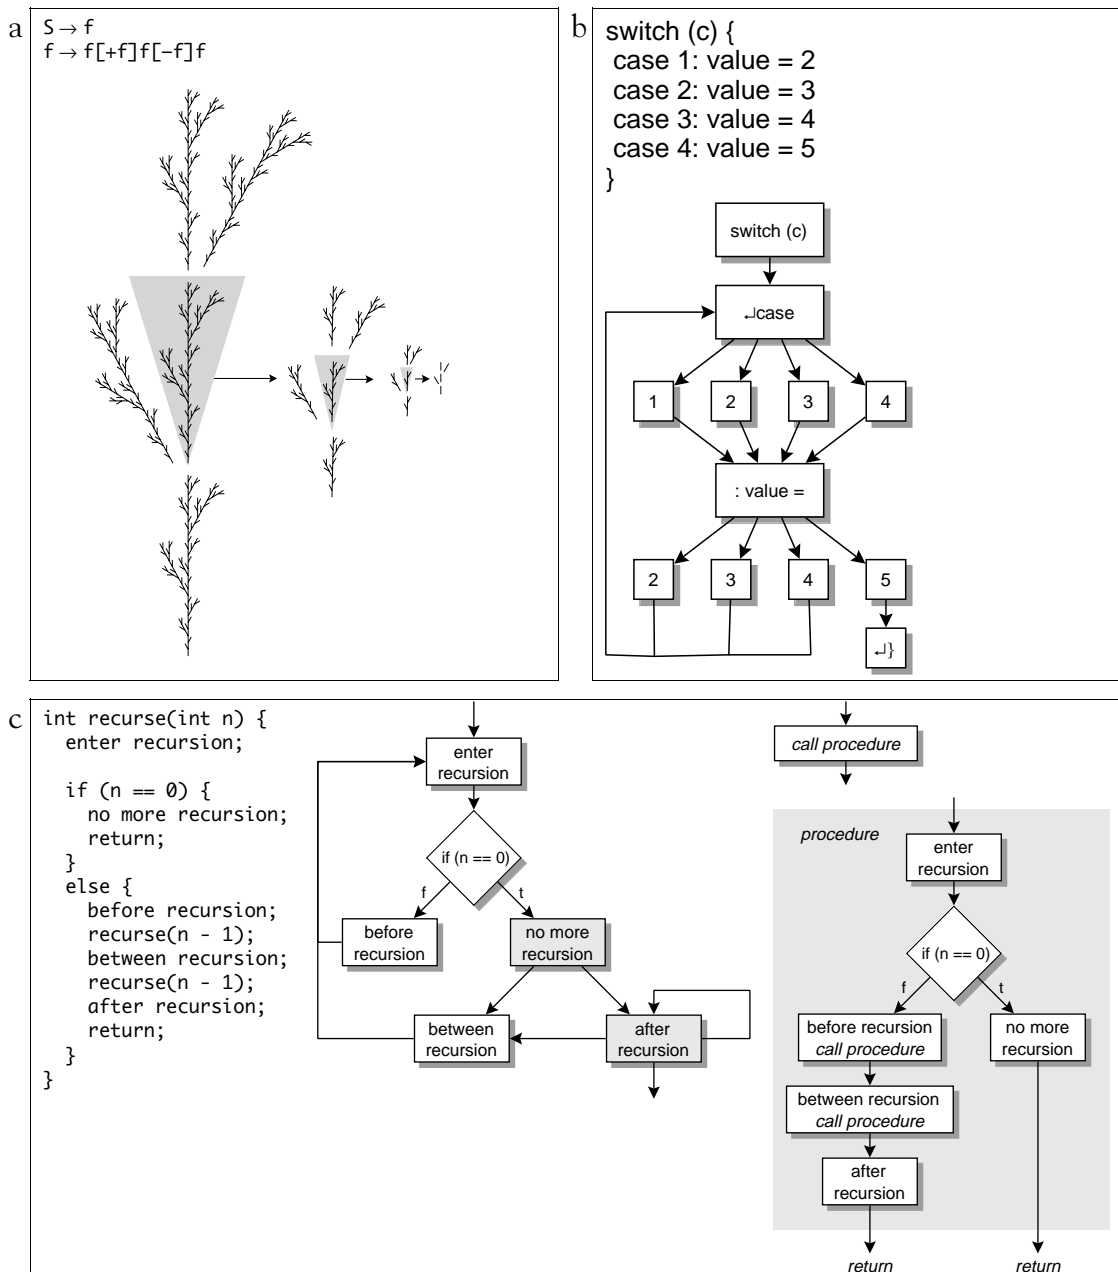 a
S → f
f → f[+f]f[−f]f
b
switch (c) {
case 1: value = 2
case 2: value = 3
case 3: value = 4
case 4: value = 5
}
switch (c)
↵case
1
2
3
4
: value =
2
3
4
5
↵}
c
int recurse(int n) {
enter recursion;
if (n == 0) {
no more recursion;
return;
}
else {
before recursion;
recurse(n - 1);
between recursion;
recurse(n - 1);
after recursion;
return;
}
}
enter
recursion
if (n == 0)
f
t
before
recursion
no more
recursion
between
recursion
after
recursion
call procedure
procedure
enter
recursion
if (n == 0)
f
t
before recursion
call procedure
no more
recursion
between recursion
call procedure
after
recursion
return
return